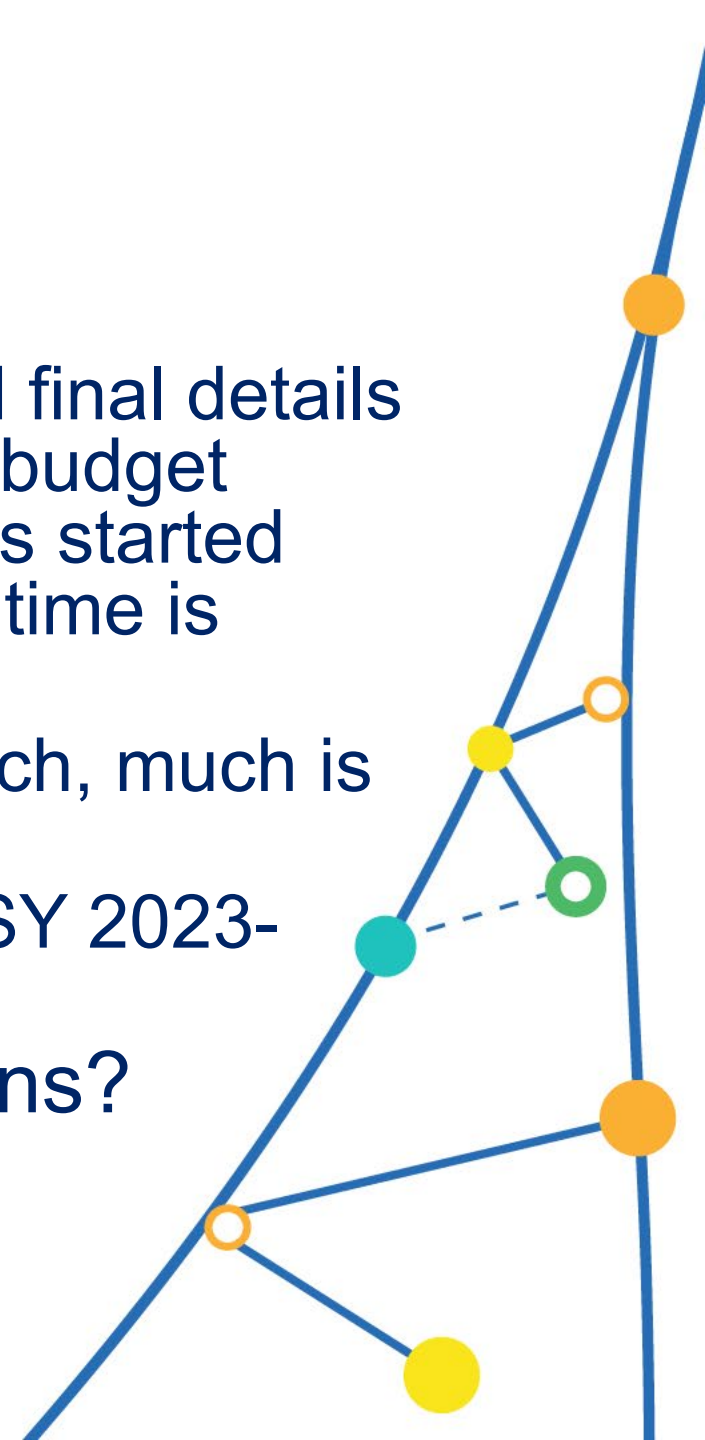 final details
budget
s started
time is
ch, much is
SY 2023-
ns?